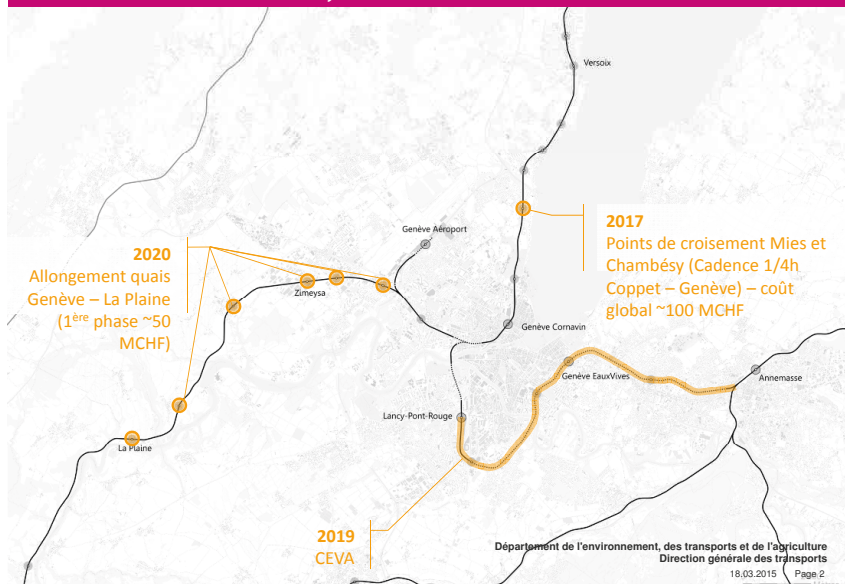 Versoix
2017
Points de croisement Mies et
Chambésy (Cadence 1/4h
Coppet – Genève) – coût
global ~100 MCHF
Genève Aéroport
2020
Allongement quais
Genève – La Plaine
(1ère phase ~50
MCHF)
Zimeysa
Genève Cornavin
Genève EauxVives
Annemasse
Lancy-Pont-Rouge
La Plaine
2019
CEVA
Département de l'environnement, des transports et de l'agriculture
Direction générale des transports
18.03.2015 Page 2